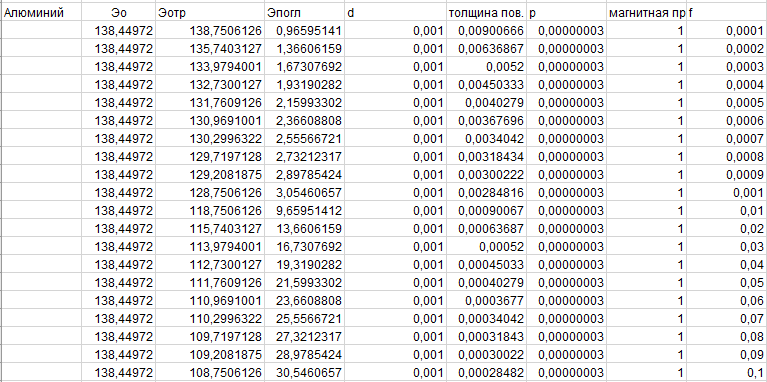 Алюминий Эо Эотр Эпогл d толщина пов. р магнитная пр f
138,44972 138,7506126 0,96595141 0,001 0,00900666 0,00000003 1 0,0001
138,44972 135,7403127 1,36606159 0,001 0,00636867 0,00000003 1 0,0002
138,44972 133,9794001 1,67307692 0,001 0,0052 0,00000003 1 0,0003
138,44972 132,7300127 1,93190282 0,001 0,00450333 0,00000003 1 0,0004
138,44972 131,7609126 2,15993302 0,001 0,0040279 0,00000003 1 0,0005
138,44972 130,9691001 2,36608808 0,001 0,00367696 0,00000003 1 0,0006
138,44972 130,2996322 2,55566721 0,001 0,0034042 0,00000003 1 0,0007
138,44972 129,7197128 2,73212317 0,001 0,00318434 0,00000003 1 0,0008
138,44972 129,2081875 2,89785424 0,001 0,00300222 0,00000003 1 0,0009
138,44972 128,7506126 3,05460657 0,001 0,00284816 0,00000003 1 0,001
138,44972 118,7506126 9,65951412 0,001 0,00090067 0,00000003 1 0,01
138,44972 115,7403127 13,6606159 0,001 0,00063687 0,00000003 1 0,02
138,44972 113,9794001 16,7307692 0,001 0,00052 0,00000003 1 0,03
138,44972 112,7300127 19,3190282 0,001 0,00045033 0,00000003 1 0,04
138,44972 111,7609126 21,5993302 0,001 0,00040279 0,00000003 1 0,05
138,44972 110,9691001 23,6608808 0,001 0,0003677 0,00000003 1 0,06
138,44972 110,2996322 25,5566721 0,001 0,00034042 0,00000003 1 0,07
138,44972 109,7197128 27,3212317 0,001 0,00031843 0,00000003 1 0,08
138,44972 109,2081875 28,9785424 0,001 0,00030022 0,00000003 1 0,09
138,44972 108,7506126 30,5460657 0,001 0,00028482 0,00000003 1 0,1